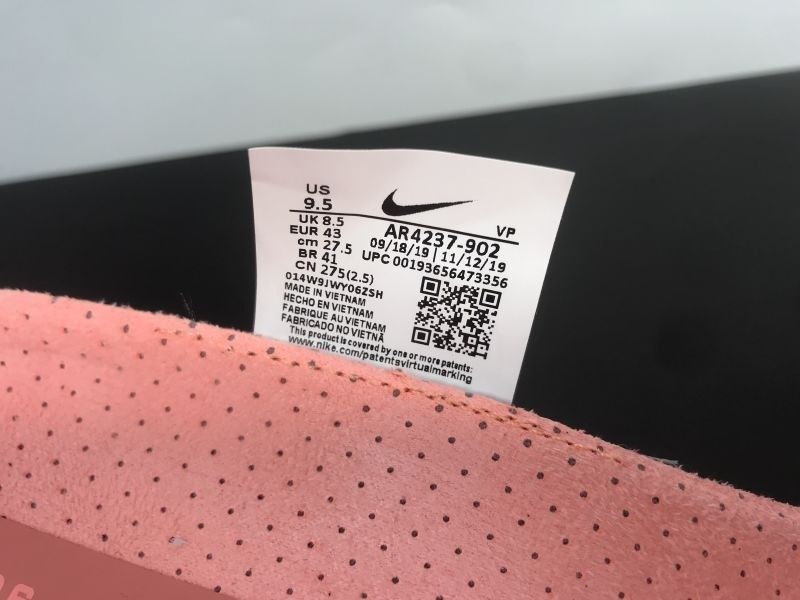 US
9.5
UK 8.5
EUR 43
cm 27.5
BR 41
CN 275(2.5)
VP
AR4237-902
09/18/19 | 11/12/19
UPC 00193656473356
014W9JWY06ZSH
MADE IN VIETNAM
HECHO EN VIETNAM
FABRIQUE AU VIETNAM
FABRICADO NO VIETNÃ
This product is covered by one or more patents:
www.nike.com/patentsvirtualmarking